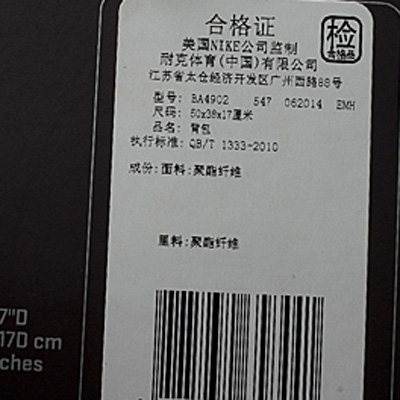 合格证
检
合格品
美国NIKE公司监制
耐克体育(中国)有限公司
江苏省太仓经济开发区广州西路88号
型号: BA4902 547 062014 EMH
尺码: 50x38x17厘米
品名: 背包
执行标准: QB/T 1333-2010
成份:面料:聚酯纤维
里料:聚酯纤维
7"D
17D cm
ches